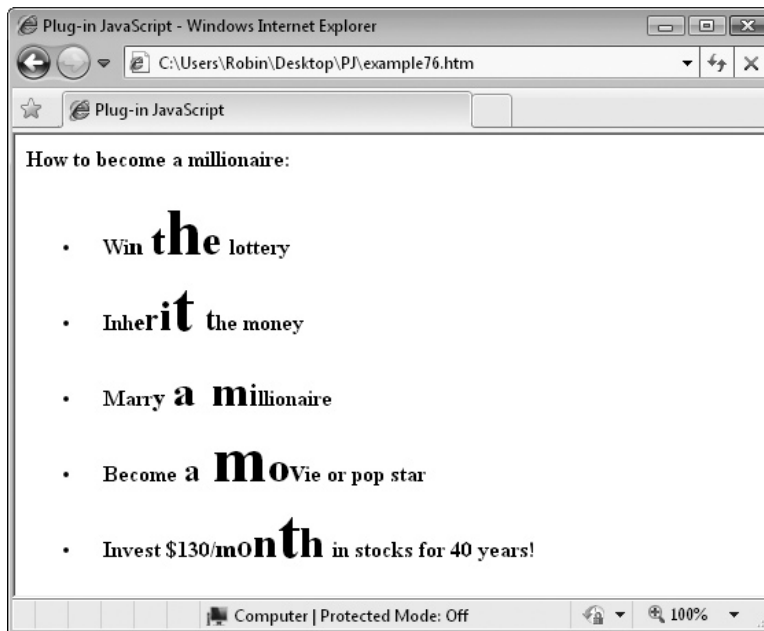 Plug-in JavaScript - Windows Internet Explorer
C:\Users\Robin\Desktop\PJ\example76.htm
Plug-in JavaScript
How to become a millionaire:
• Win the lottery
• Inherit the money
• Marry a millionaire
• Become a moVie or pop star
• Invest $130/month in stocks for 40 years!
Computer | Protected Mode: Off
100%